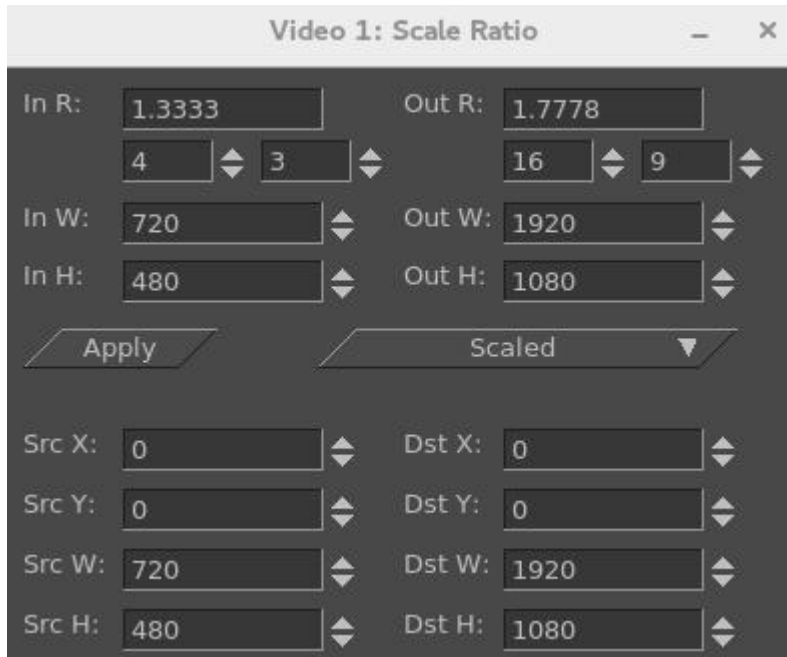 Video 1: Scale Ratio
In R: 1.3333 Out R: 1.7778
4 3 16 9
In W: 720 Out W: 1920
In H: 480 Out H: 1080
Apply Scaled
Src X: 0 Dst X: 0
Src Y: 0 Dst Y: 0
Src W: 720 Dst W: 1920
Src H: 480 Dst H: 1080